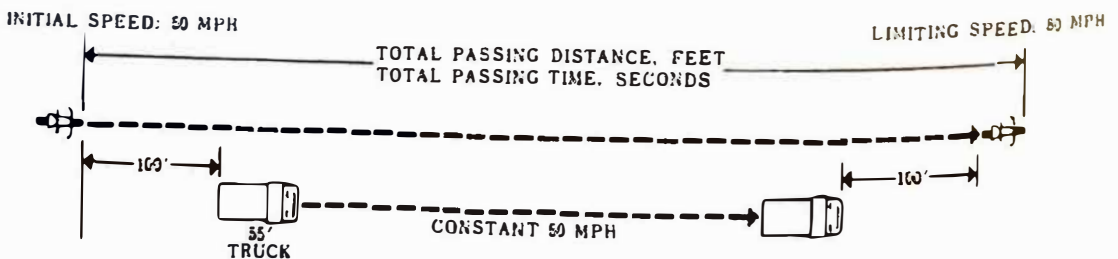 INITIAL SPEED: 50 MPH
LIMITING SPEED: 80 MPH
TOTAL PASSING DISTANCE, FEET
TOTAL PASSING TIME, SECONDS
100'
100'
CONSTANT 50 MPH
55'
TRUCK